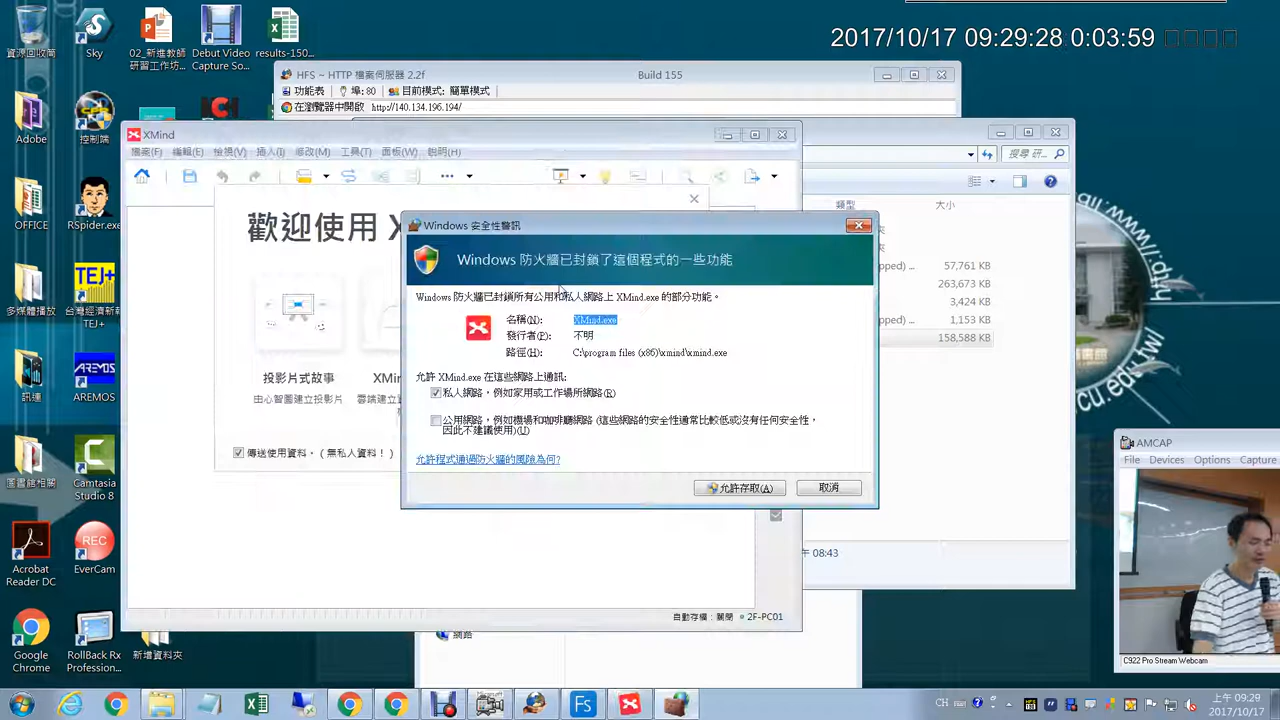 2017/10/17 09:29:28 0:03:59
資源回收筒
Sky
02_新進教師
研習工作坊...
Debut Video
Capture So...
results-150...
Adobe
控制端
OFFICE
RSpider.exe
多媒體播放
台灣經濟新報
TEJ+
訊連
AREMOS
圖書館相關
Camtasia
Studio 8
Acrobat
Reader DC
EverCam
Google
Chrome
RollBack Rx
Profession...
新增資料夾
HFS ~ HTTP 檔案伺服器 2.2f
Build 155
功能表
埠: 80
目前模式: 簡單模式
在瀏覽器中開啟
http://140.134.196.194/
XMind
檔案(F)
編輯(E)
檢視(V)
插入(I)
修改(M)
工具(T)
面板(W)
說明(H)
歡迎使用 X
投影片式故事
由心智圖建立投影片
XMin
雲端建立
傳送使用資料。(無私人資料!)
自動存檔: 關閉
2F-PC01
Windows 安全性警訊
Windows 防火牆已封鎖了這個程式的一些功能
Windows 防火牆已封鎖所有公用和私人網路上 XMind.exe 的部分功能。
名稱(N):
XMind.exe
發行者(P):
不明
路徑(H):
C:\program files (x86)\xmind\xmind.exe
允許 XMind.exe 在這些網路上通訊:
私人網路,例如家用或工作場所網路(R)
公用網路,例如機場和咖啡廳網路 (這些網路的安全性通常比較低或沒有任何安全性,
因此不建議使用)(U)
允許程式通過防火牆的風險為何?
允許存取(A)
取消
搜尋 研...
類型
大小
pped) ...
57,761 KB
263,673 KB
3,424 KB
pped) ...
1,153 KB
158,588 KB
午 08:43
網路
cu.edu.tw
AMCAP
File
Devices
Options
Capture
C922 Pro Stream Webcam
CH
上午 09:29
2017/10/17